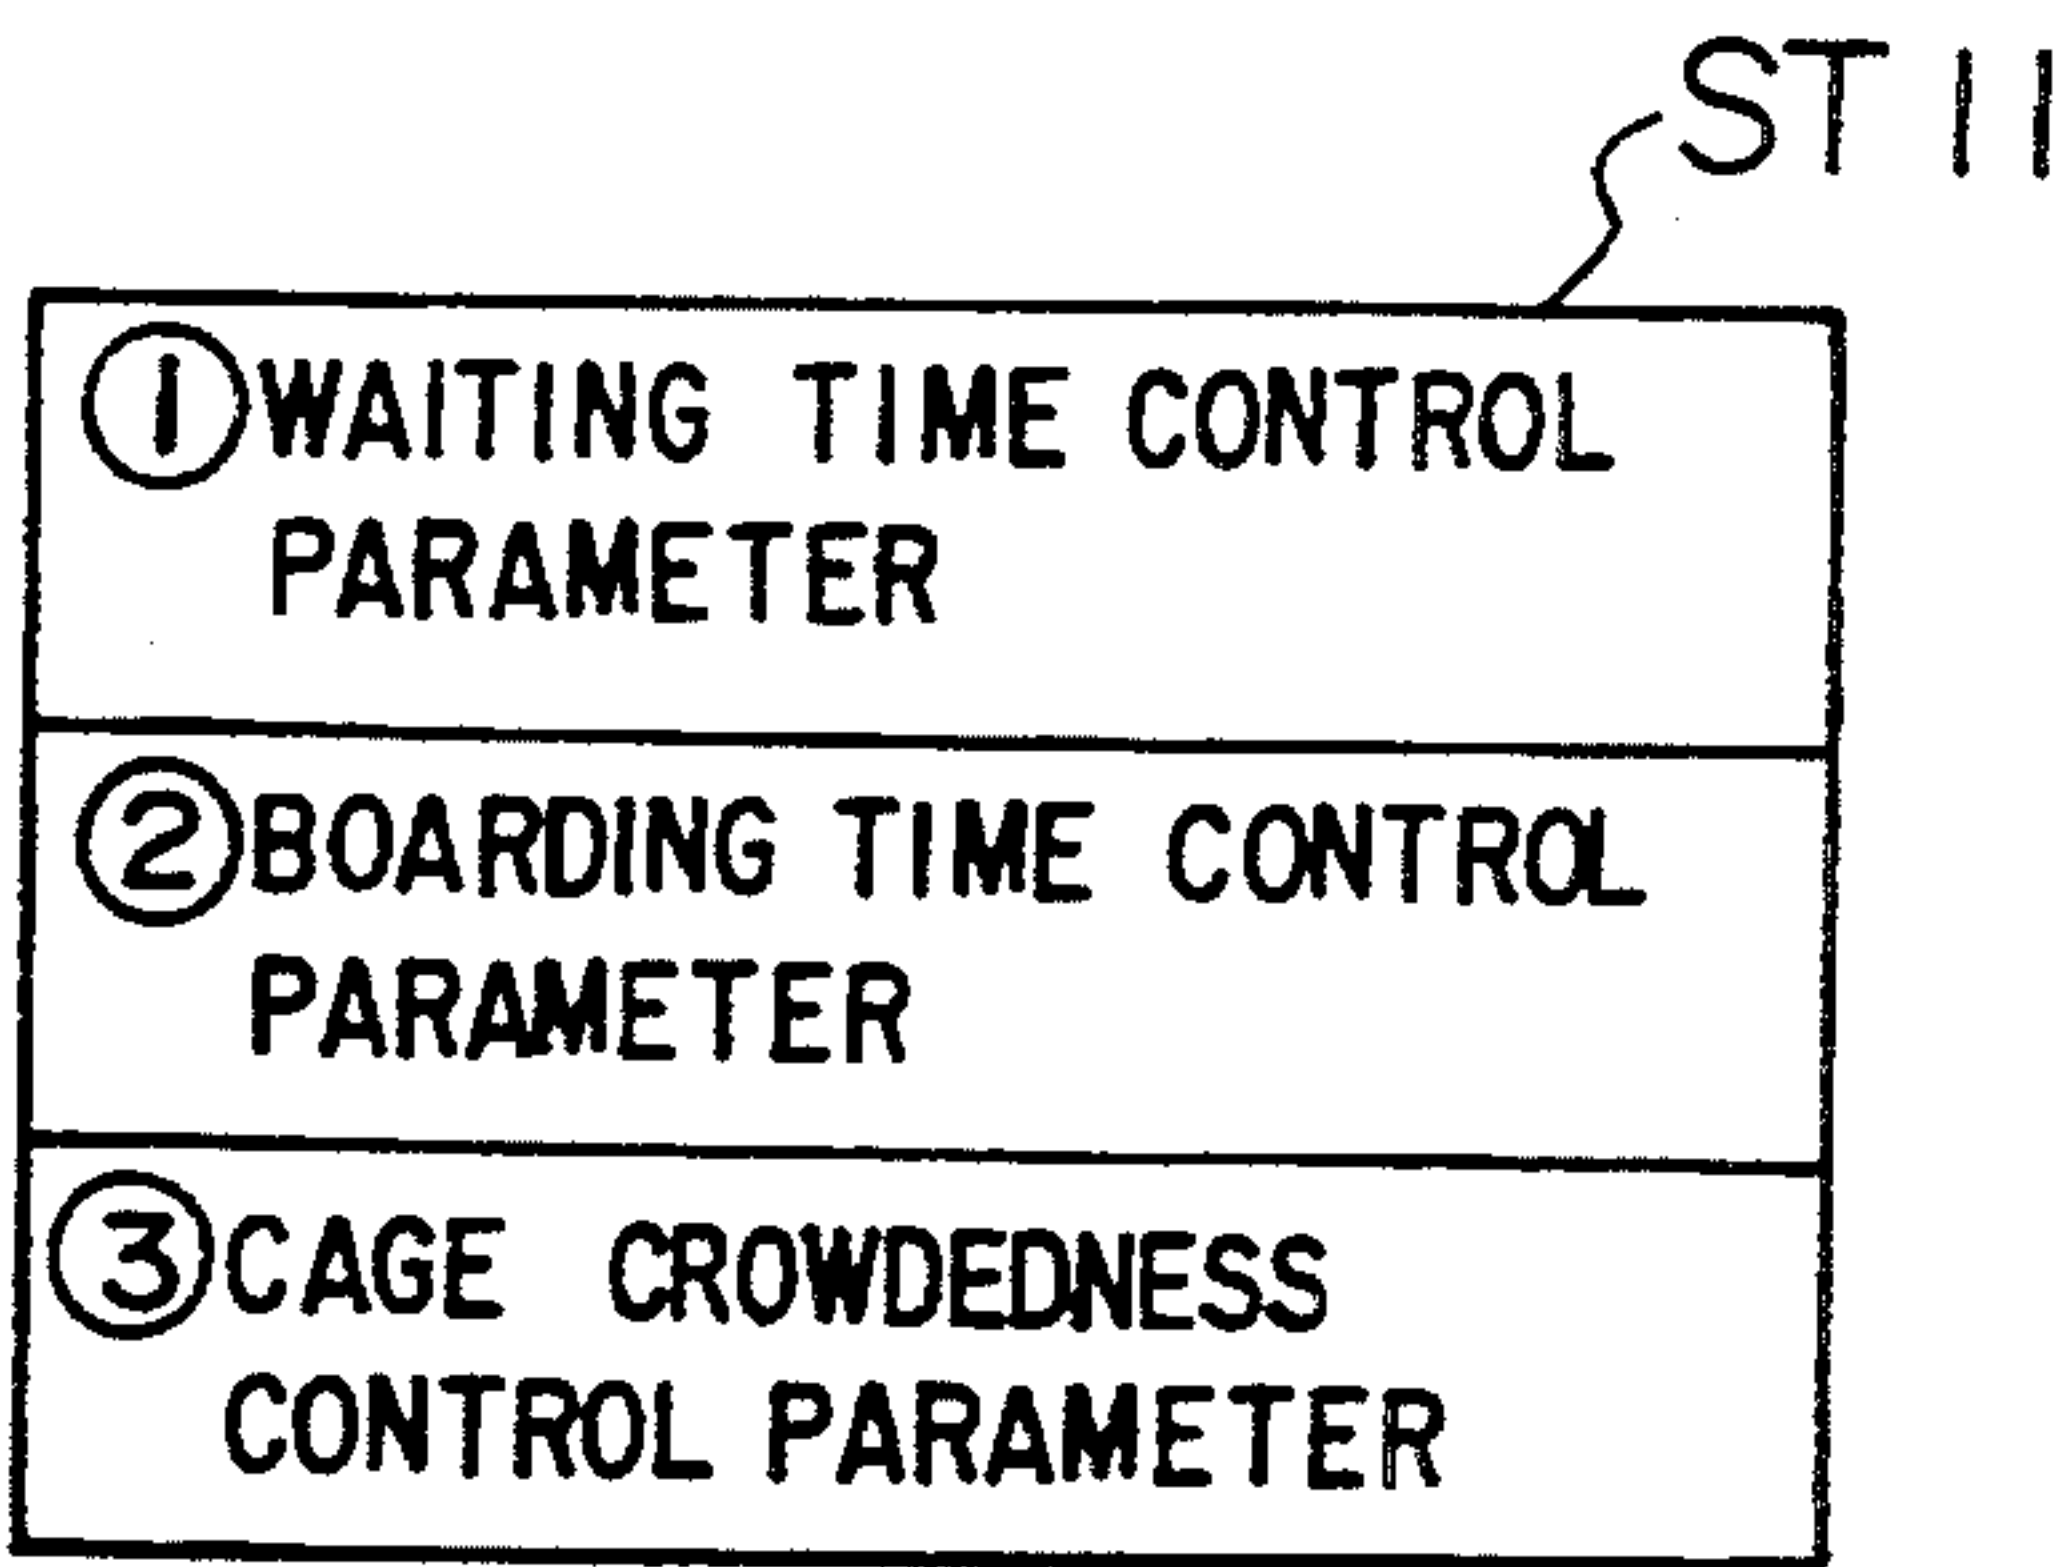 ST11
①WAITING TIME CONTROL
PARAMETER
②BOARDING TIME CONTROL
PARAMETER
③CAGE CROWDEDNESS
CONTROL PARAMETER